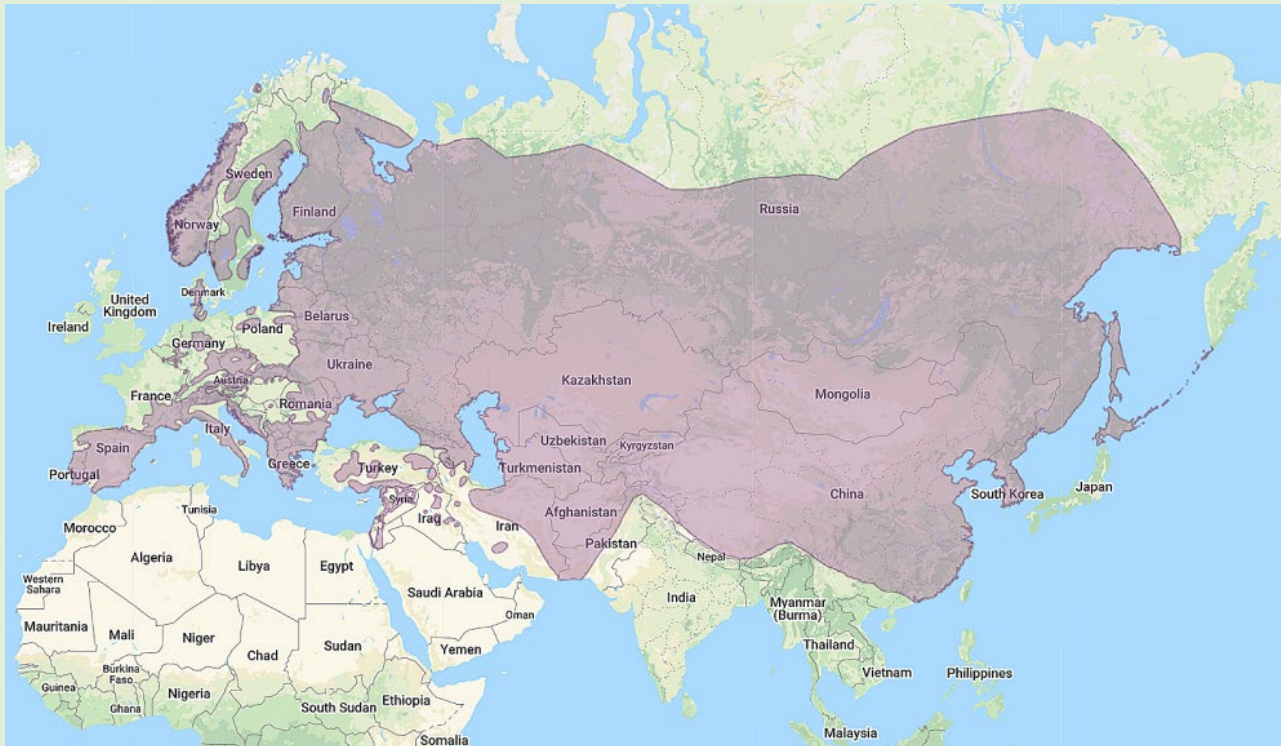 Sweden
Finland
Norway
Russia
Denmark
United
Kingdom
Ireland
Belarus
Poland
Germany
Ukraine
Kazakhstan
Austria
France
Mongolia
Romania
Italy
Uzbekistan
Kyrgyzstan
Spain
Greece
Turkey
Turkmenistan
Portugal
China
South Korea
Japan
Syria
Afghanistan
Tunisia
Iraq
Iran
Morocco
Pakistan
Algeria
Libya
Egypt
Nepal
Western
Sahara
Saudi Arabia
India
Myanmar
(Burma)
Oman
Mauritania
Mali
Niger
Sudan
Yemen
Thailand
Chad
Burkina
Faso
Vietnam
Philippines
Guinea
Nigeria
Ethiopia
Ghana
South Sudan
Malaysia
Somalia